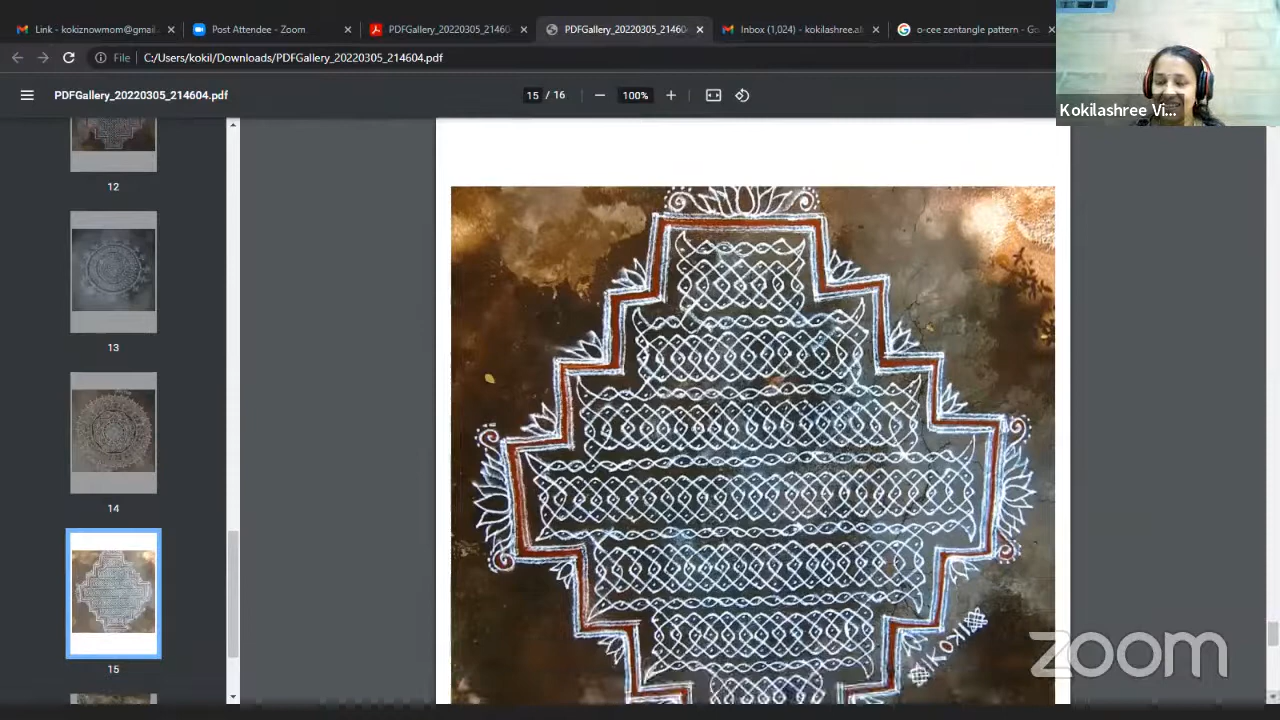 Link - kokiznowmom@gmail
Post Attendee - Zoom
PDFGallery_20220305_21460
PDFGallery_20220305_21460
Inbox (1,024) - kokilashree.al
o-cee zentangle pattern - Go
File
C:/Users/kokil/Downloads/PDFGallery_20220305_214604.pdf
PDFGallery_20220305_214604.pdf
15 / 16
100%
Kokilashree Vi...
12
13
14
15
KOKI
zoom